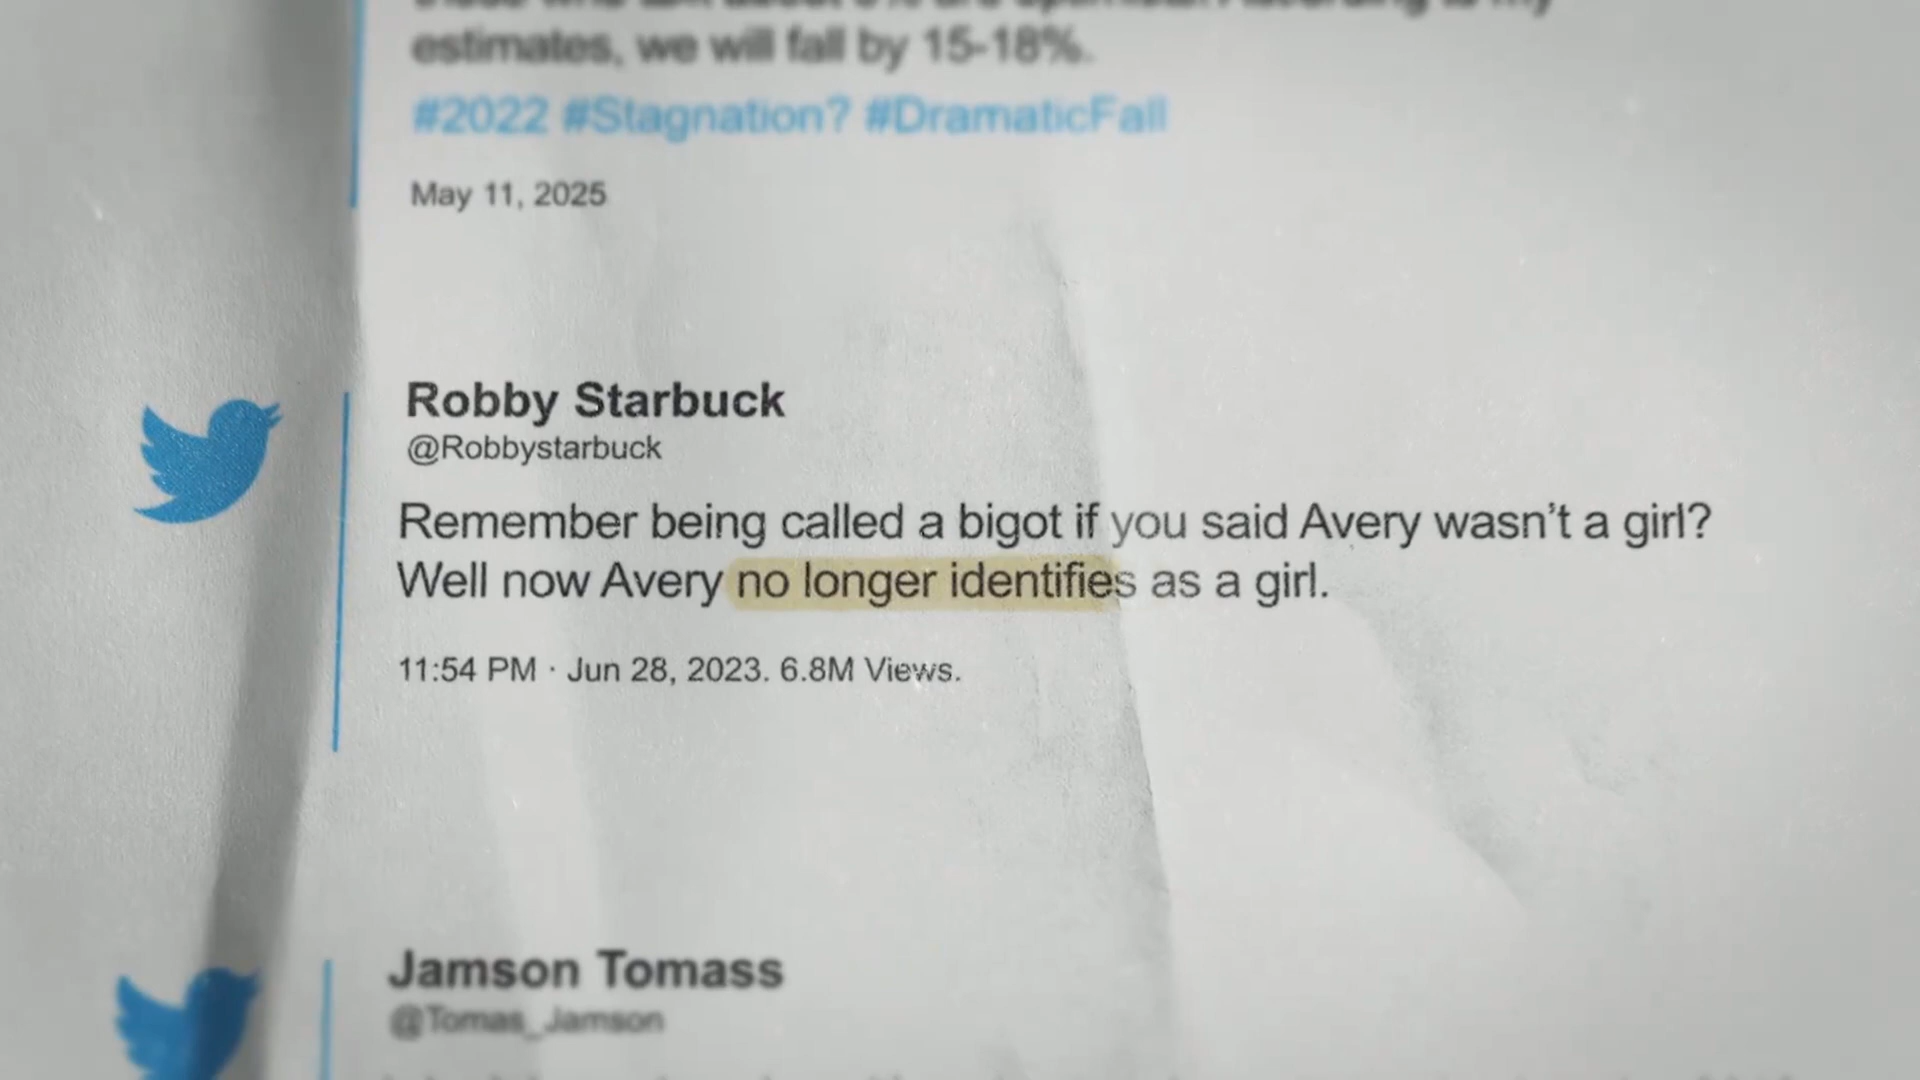 estimates, we will fall by 15-18%.
#2022 #Stagnation? #DramaticFall
May 11, 2025
Robby Starbuck
@Robbystarbuck
Remember being called a bigot if you said Avery wasn’t a girl?
Well now Avery no longer identifies as a girl.
11:54 PM · Jun 28, 2023. 6.8M Views.
Jamson Tomass
@Tomas_Jamson